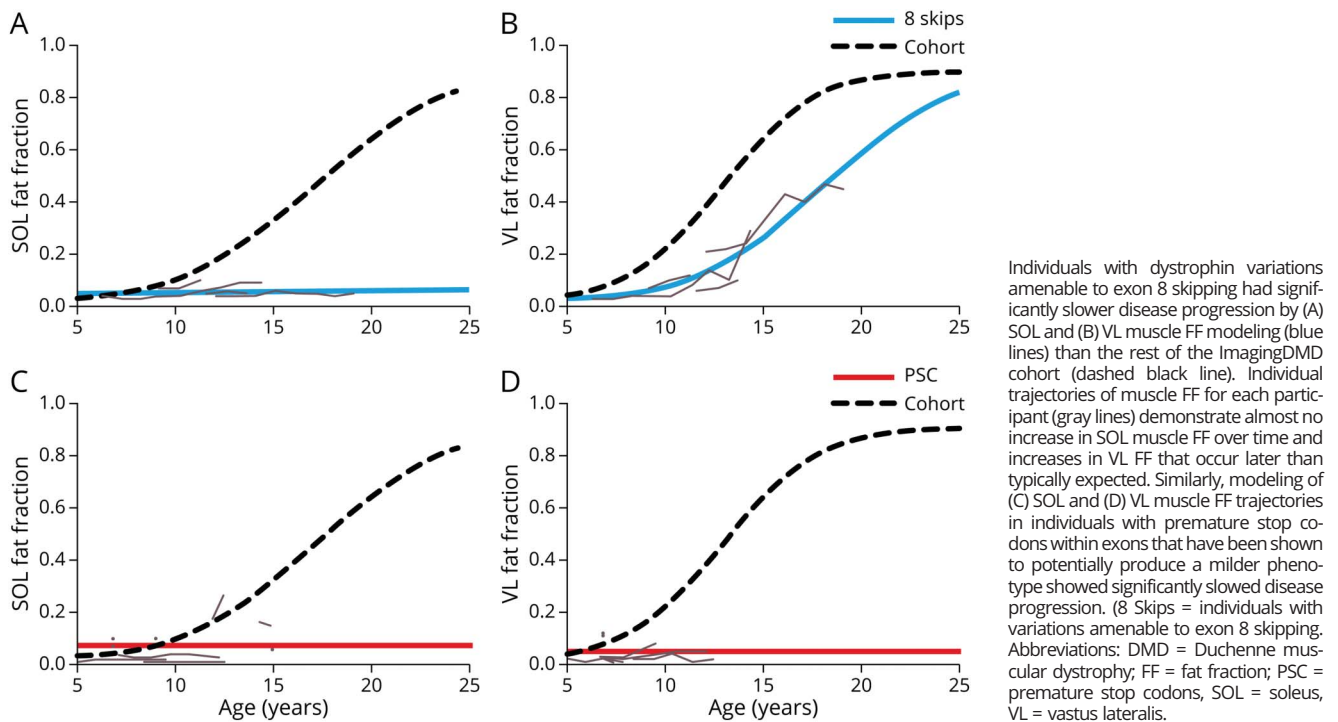 A
SOL fat fraction
1.0
0.8
0.6
0.4
0.2
0.0
5 10 15 20 25
B
8 skips
Cohort
VL fat fraction
1.0
0.8
0.6
0.4
0.2
0.0
5 10 15 20 25
C
SOL fat fraction
1.0
0.8
0.6
0.4
0.2
0.0
5 10 15 20 25
Age (years)
D
PSC
Cohort
VL fat fraction
1.0
0.8
0.6
0.4
0.2
0.0
5 10 15 20 25
Age (years)
Individuals with dystrophin variations
amenable to exon 8 skipping had signif-
icantly slower disease progression by (A)
SOL and (B) VL muscle FF modeling (blue
lines) than the rest of the ImagingDMD
cohort (dashed black line). Individual
trajectories of muscle FF for each partic-
ipant (gray lines) demonstrate almost no
increase in SOL muscle FF over time and
increases in VL FF that occur later than
typically expected. Similarly, modeling of
(C) SOL and (D) VL muscle FF trajectories
in individuals with premature stop co-
dons within exons that have been shown
to potentially produce a milder pheno-
type showed significantly slowed disease
progression. (8 Skips = individuals with
variations amenable to exon 8 skipping.
Abbreviations: DMD = Duchenne mus-
cular dystrophy; FF = fat fraction; PSC =
premature stop codons, SOL = soleus,
VL = vastus lateralis.